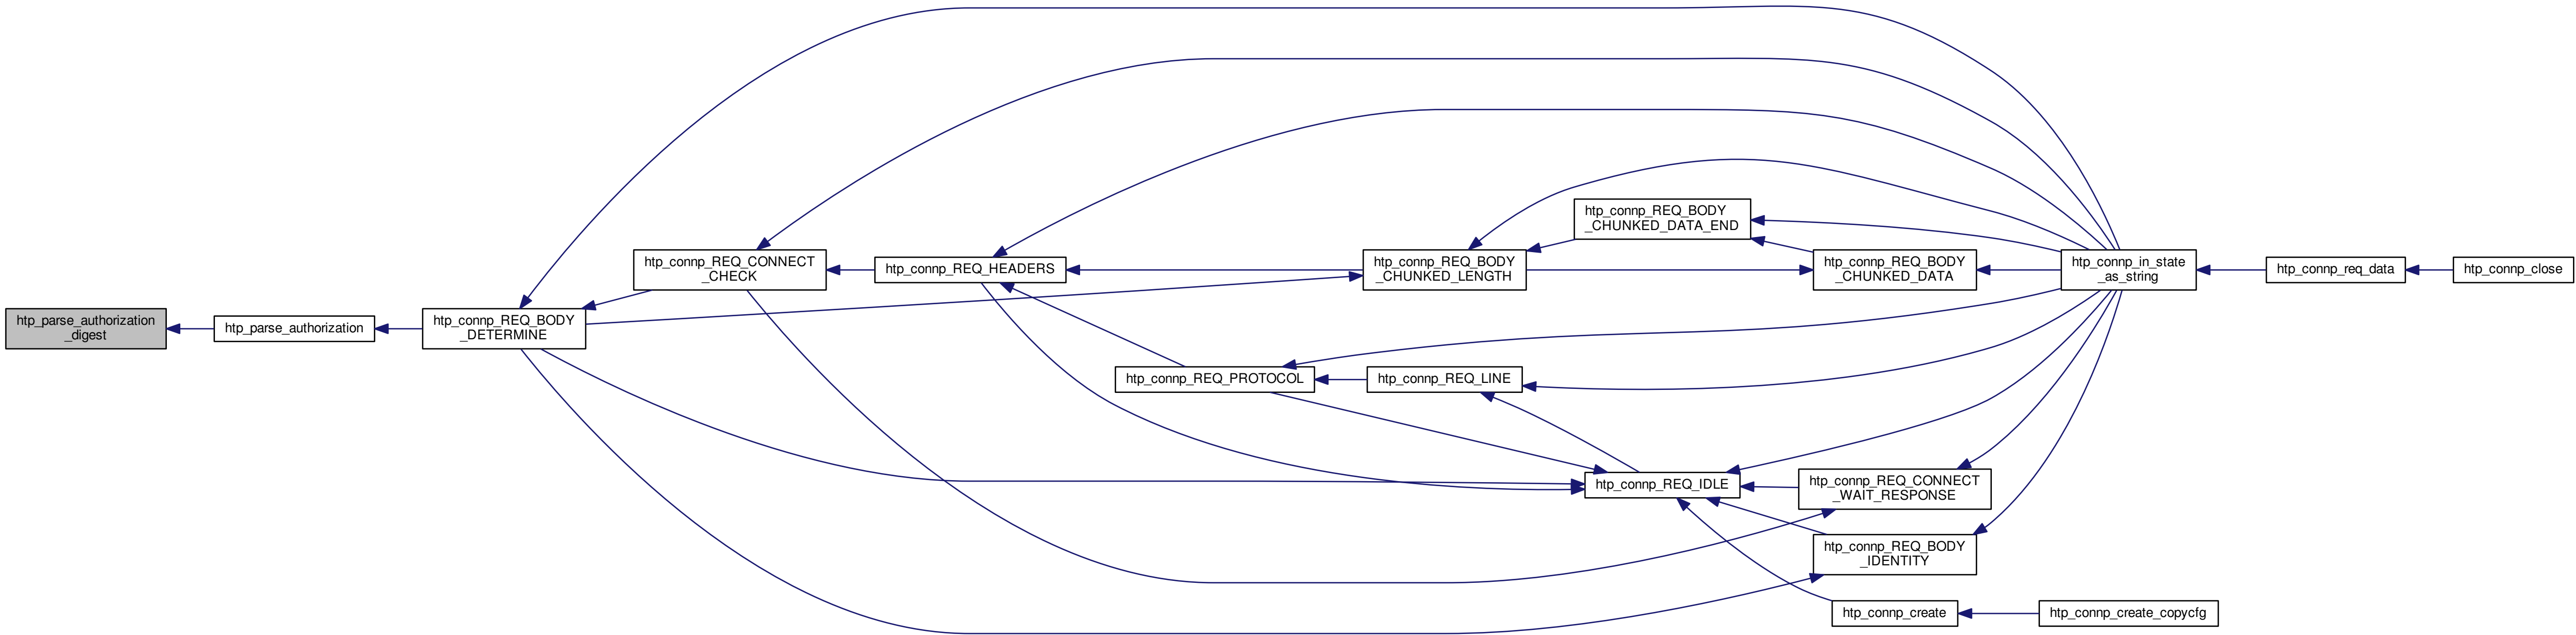 htp_parse_authorization
_digest
htp_parse_authorization
htp_connp_REQ_BODY
_DETERMINE
htp_connp_REQ_CONNECT
_CHECK
htp_connp_REQ_HEADERS
htp_connp_REQ_BODY
_CHUNKED_LENGTH
htp_connp_REQ_BODY
_CHUNKED_DATA_END
htp_connp_REQ_BODY
_CHUNKED_DATA
htp_connp_in_state
_as_string
htp_connp_req_data
htp_connp_close
htp_connp_REQ_PROTOCOL
htp_connp_REQ_LINE
htp_connp_REQ_IDLE
htp_connp_REQ_CONNECT
_WAIT_RESPONSE
htp_connp_REQ_BODY
_IDENTITY
htp_connp_create
htp_connp_create_copycfg